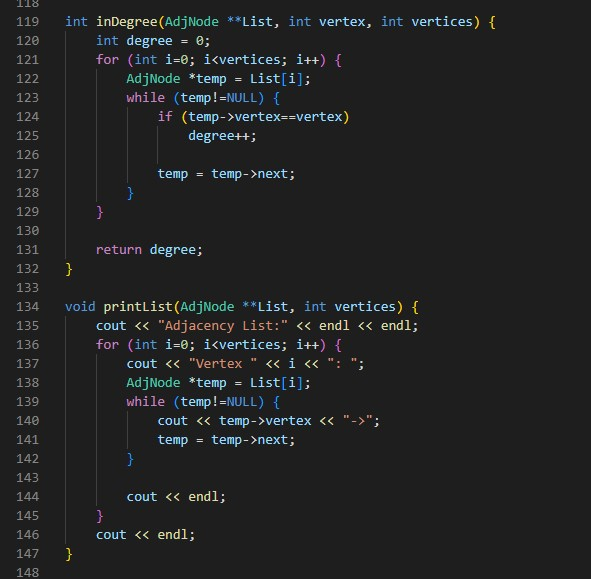 118
119 int inDegree(AdjNode **List, int vertex, int vertices) {
120     int degree = 0;
121     for (int i=0; i<vertices; i++) {
122         AdjNode *temp = List[i];
123         while (temp!=NULL) {
124             if (temp->vertex==vertex)
125                 degree++;
126
127             temp = temp->next;
128         }
129     }
130
131     return degree;
132 }
133
134 void printList(AdjNode **List, int vertices) {
135     cout << "Adjacency List:" << endl << endl;
136     for (int i=0; i<vertices; i++) {
137         cout << "Vertex " << i << ": ";
138         AdjNode *temp = List[i];
139         while (temp!=NULL) {
140             cout << temp->vertex << "->";
141             temp = temp->next;
142         }
143
144         cout << endl;
145     }
146     cout << endl;
147 }
148